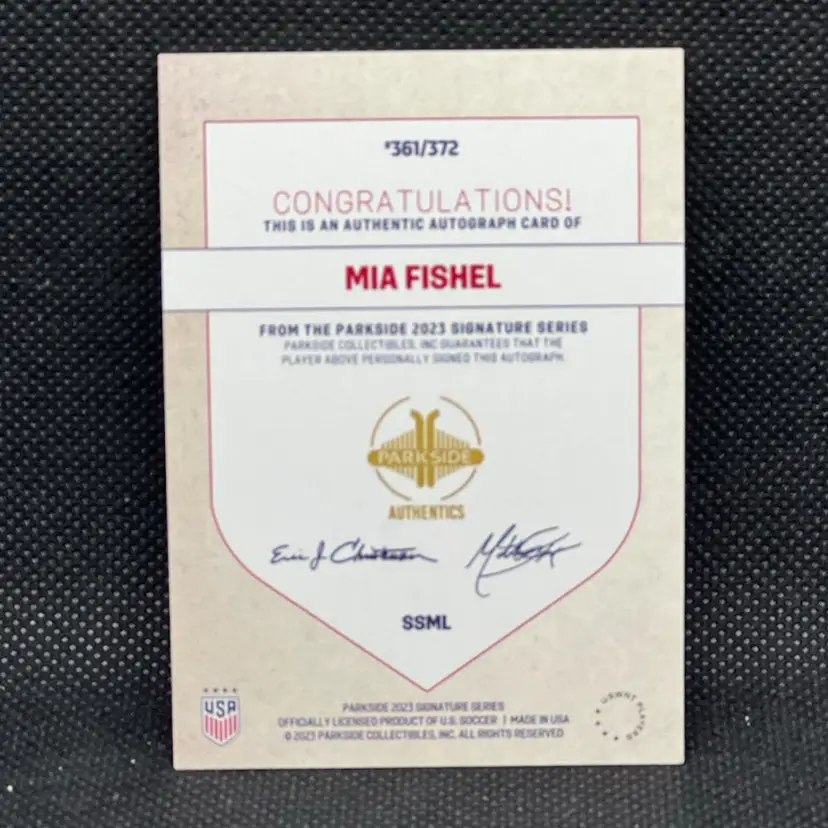 #361/372
CONGRATULATIONS!
THIS IS AN AUTHENTIC AUTOGRAPH CARD OF
MIA FISHEL
FROM THE PARKSIDE 2023 SIGNATURE SERIES
PARKSIDE COLLECTIBLES, INC GUARANTEES THAT THE
PLAYER ABOVE PERSONALLY SIGNED THIS AUTOGRAPH.
PARKSIDE
AUTHENTICS
Eric J.
SSML
USA
PARKSIDE 2023 SIGNATURE SERIES
OFFICIALLY LICENSED PRODUCT OF U.S. SOCCER | MADE IN USA
© 2023 PARKSIDE COLLECTIBLES, INC. ALL RIGHTS RESERVED
USWNT PLAYERS